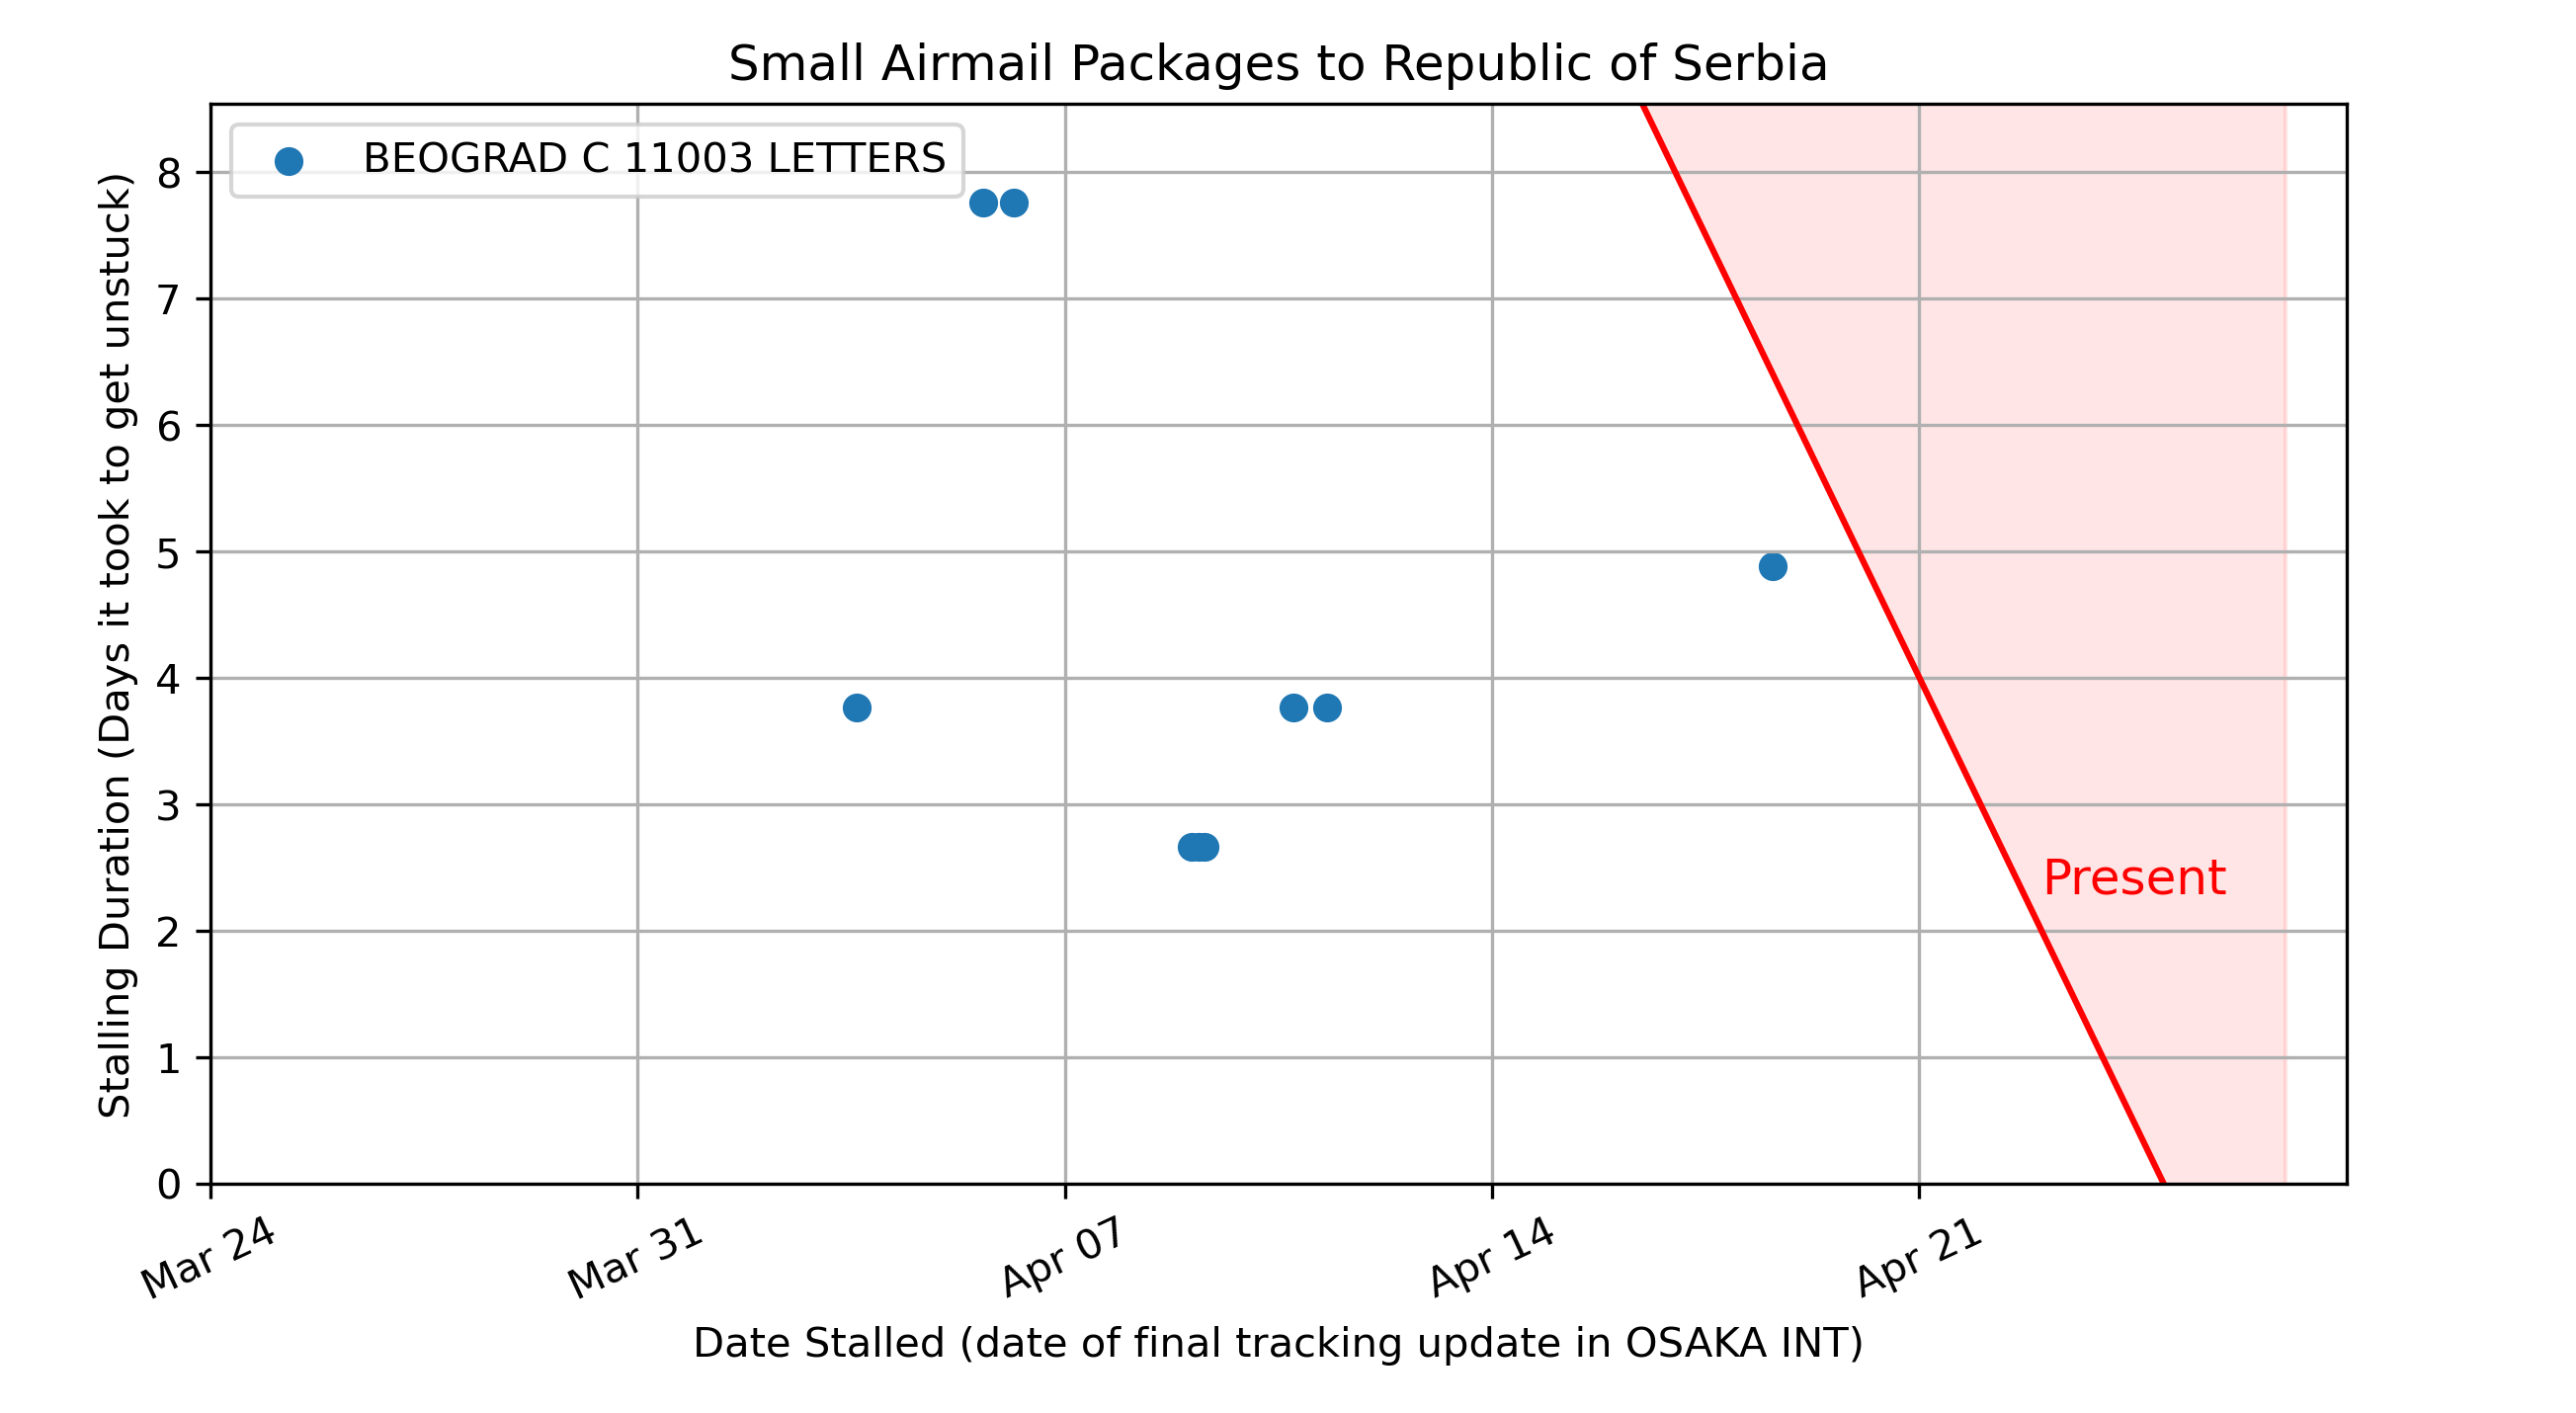 Small Airmail Packages to Republic of Serbia
BEOGRAD C 11003 LETTERS
Stalling Duration (Days it took to get unstuck)
8
7
6
5
4
3
2
1
0
Present
Mar 24
Mar 31
Apr 07
Apr 14
Apr 21
Date Stalled (date of final tracking update in OSAKA INT)